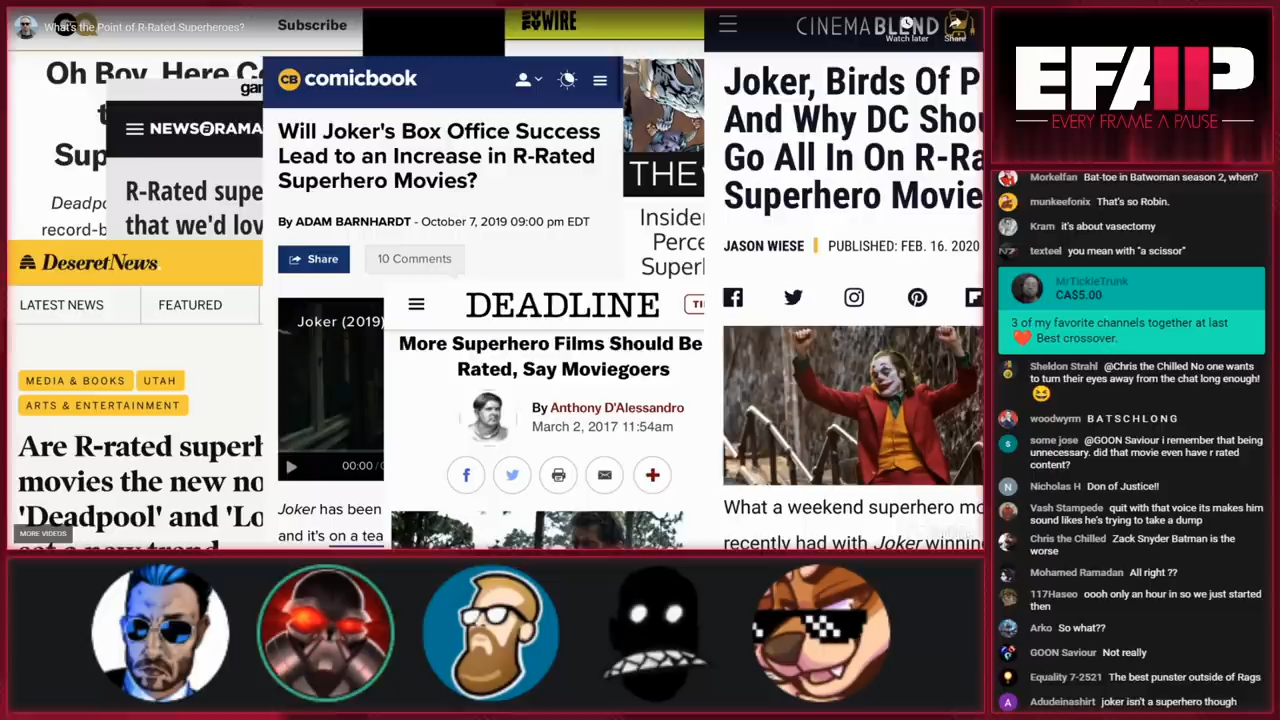 What's the Point of R-Rated Superheroes?
Subscribe
WIRE
CINEMABLEND
Watch later
Share
Oh Boy, Here
NEWSARAMA
Sup
Deadpo
record-b
R-Rated supe
that we'd lov
DeseretNews
LATEST NEWS
FEATURED
MEDIA & BOOKS
UTAH
ARTS & ENTERTAINMENT
Are R-rated superh
movies the new no
'Deadpool' and 'Lo
set a new trend
MORE VIDEOS
CB comicbook
Will Joker's Box Office Success
Lead to an Increase in R-Rated
Superhero Movies?
By ADAM BARNHARDT - October 7, 2019 09:00 pm EDT
Share
10 Comments
Joker (2019)
00:00
Joker has been
and it's on a tea
THE
Inside
Perce
Superl
DEADLINE
TI
More Superhero Films Should Be
Rated, Say Moviegoers
By Anthony D'Alessandro
March 2, 2017 11:54am
Joker, Birds Of P
And Why DC Shou
Go All In On R-Ra
Superhero Movie
JASON WIESE
PUBLISHED: FEB. 16. 2020
What a weekend superhero mo
recently had with Joker winnin
EFAP
EVERY FRAME A PAUSE
Morkelfan Bat-toe in Batwoman season 2, when?
munkeefonix That's so Robin.
Kram it's about vasectomy
texteel you mean with "a scissor"
MrTickleTrunk
CA$5.00
3 of my favorite channels together at last
Best crossover.
Sheldon Strahl @Chris the Chilled No one wants
to turn their eyes away from the chat long enough!
woodwyrm B A T S C H L O N G
some jose @GOON Saviour i remember that being
unnecessary. did that movie even have r rated
content?
Nicholas H Don of Justice!!
Vash Stampede quit with that voice its makes him
sound likes he's trying to take a dump
Chris the Chilled Zack Snyder Batman is the
worse
Mohamed Ramadan All right ??
117Haseo oooh only an hour in so we just started
then
Arko So what??
GOON Saviour Not really
Equality 7-2521 The best punster outside of Rags
Adudeinashirt joker isn't a superhero though